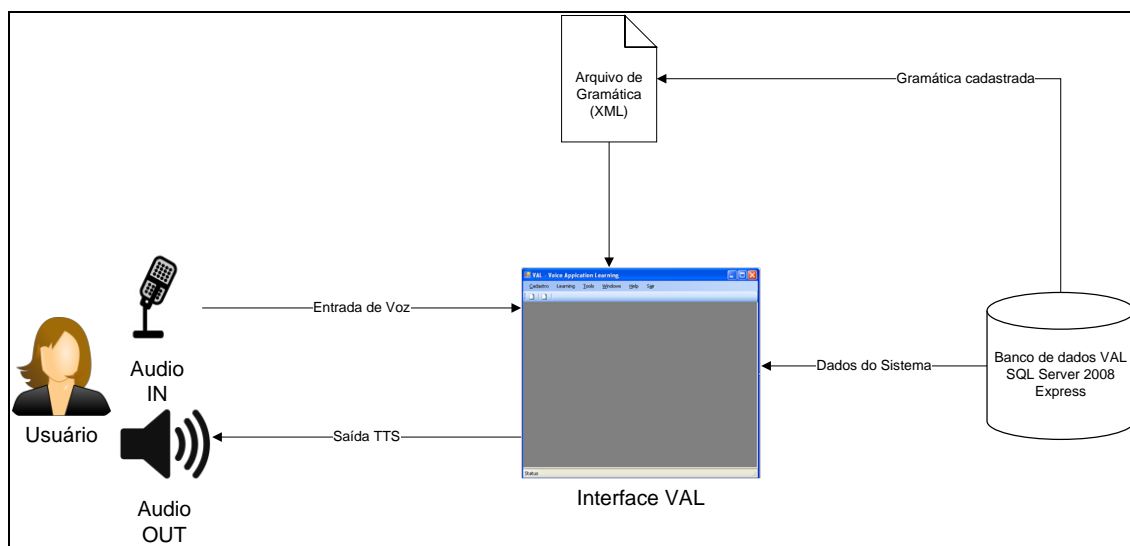 Arquivo de
Gramática
(XML)
Gramática cadastrada
VAL - Voice Application Learning
Cadastro Learning Tools Windows Help Sair
Entrada de Voz
Audio
IN
Usuário
Saída TTS
Audio
OUT
Status
Interface VAL
Dados do Sistema
Banco de dados VAL
SQL Server 2008
Express